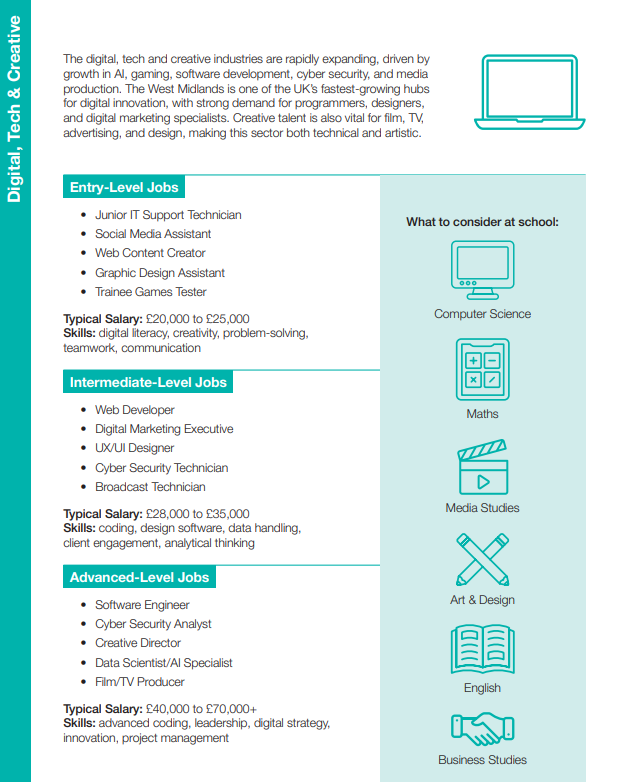 Digital, Tech & Creative
The digital, tech and creative industries are rapidly expanding, driven by
growth in AI, gaming, software development, cyber security, and media
production. The West Midlands is one of the UK's fastest-growing hubs
for digital innovation, with strong demand for programmers, designers,
and digital marketing specialists. Creative talent is also vital for film, TV,
advertising, and design, making this sector both technical and artistic.
Entry-Level Jobs
• Junior IT Support Technician
• Social Media Assistant
• Web Content Creator
• Graphic Design Assistant
• Trainee Games Tester
Typical Salary: £20,000 to £25,000
Skills: digital literacy, creativity, problem-solving,
teamwork, communication
Intermediate-Level Jobs
• Web Developer
• Digital Marketing Executive
• UX/UI Designer
• Cyber Security Technician
• Broadcast Technician
Typical Salary: £28,000 to £35,000
Skills: coding, design software, data handling,
client engagement, analytical thinking
Advanced-Level Jobs
• Software Engineer
• Cyber Security Analyst
• Creative Director
• Data Scientist/AI Specialist
• Film/TV Producer
Typical Salary: £40,000 to £70,000+
Skills: advanced coding, leadership, digital strategy,
innovation, project management
What to consider at school:
Computer Science
Maths
Media Studies
Art & Design
English
Business Studies